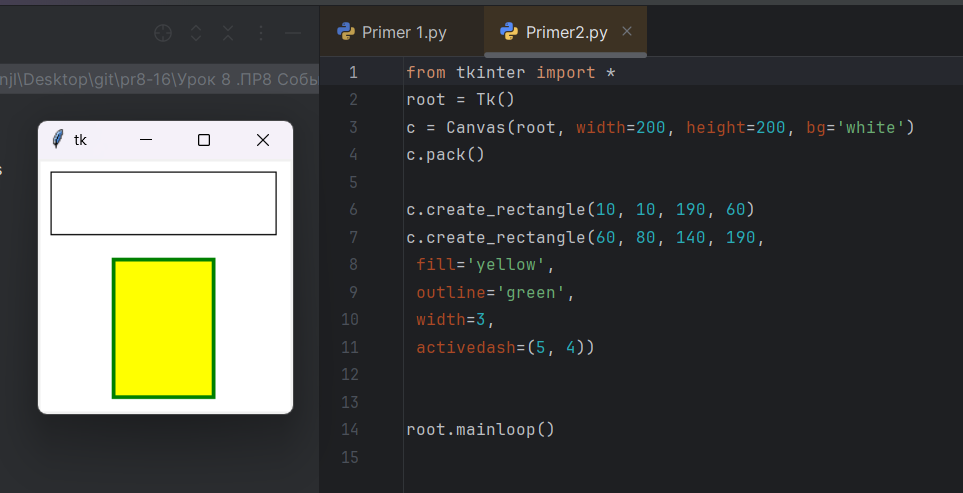 Primer 1.py
Primer2.py
njl\Desktop\git\pr8-16\Урок 8 .ПР8 Собы
tk
s
1 from tkinter import *
2 root = Tk()
3 c = Canvas(root, width=200, height=200, bg='white')
4 c.pack()
5
6 c.create_rectangle(10, 10, 190, 60)
7 c.create_rectangle(60, 80, 140, 190,
8 fill='yellow',
9 outline='green',
10 width=3,
11 activedash=(5, 4))
12
13
14 root.mainloop()
15